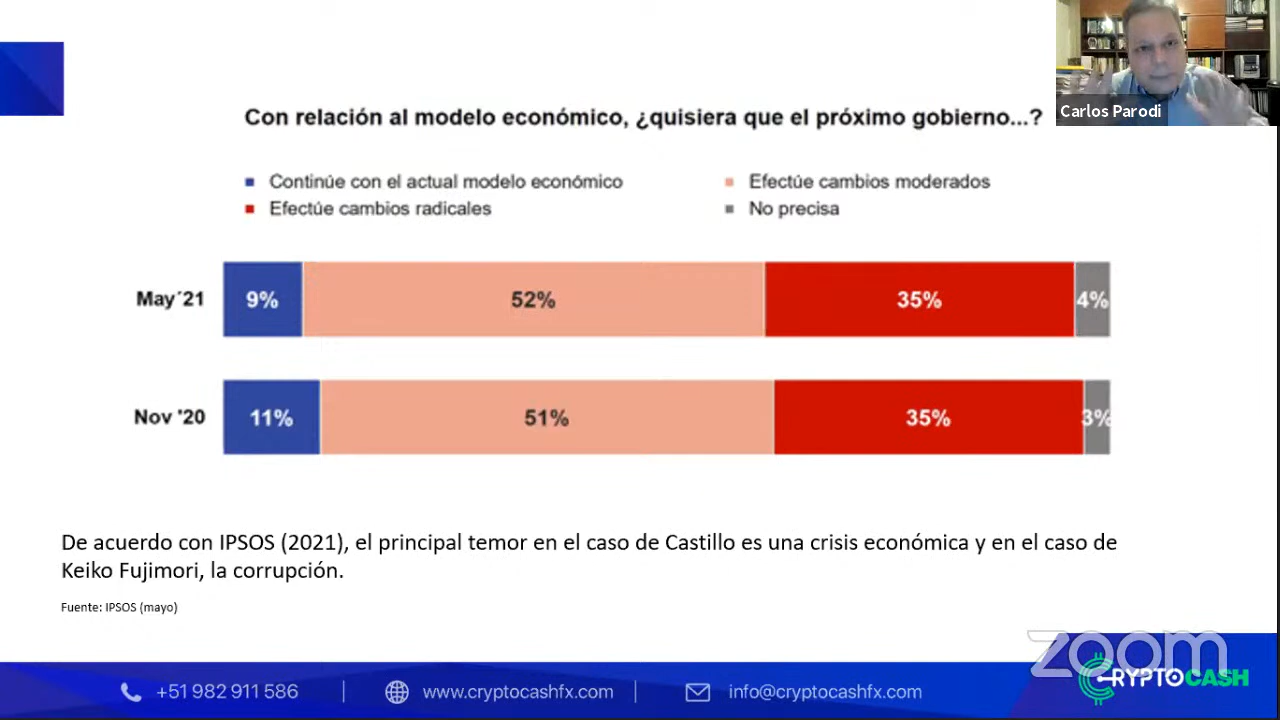 Con relación al modelo económico, ¿quisiera que el próximo gobierno...?
Carlos Parodi
Continúe con el actual modelo económico
Efectúe cambios moderados
Efectúe cambios radicales
No precisa
May´21
9%
52%
35%
4%
Nov '20
11%
51%
35%
3%
De acuerdo con IPSOS (2021), el principal temor en el caso de Castillo es una crisis económica y en el caso de
Keiko Fujimori, la corrupción.
Fuente: IPSOS (mayo)
zoom
+51 982 911 586
www.cryptocashfx.com
info@cryptocashfx.com
CRYPTOCASH